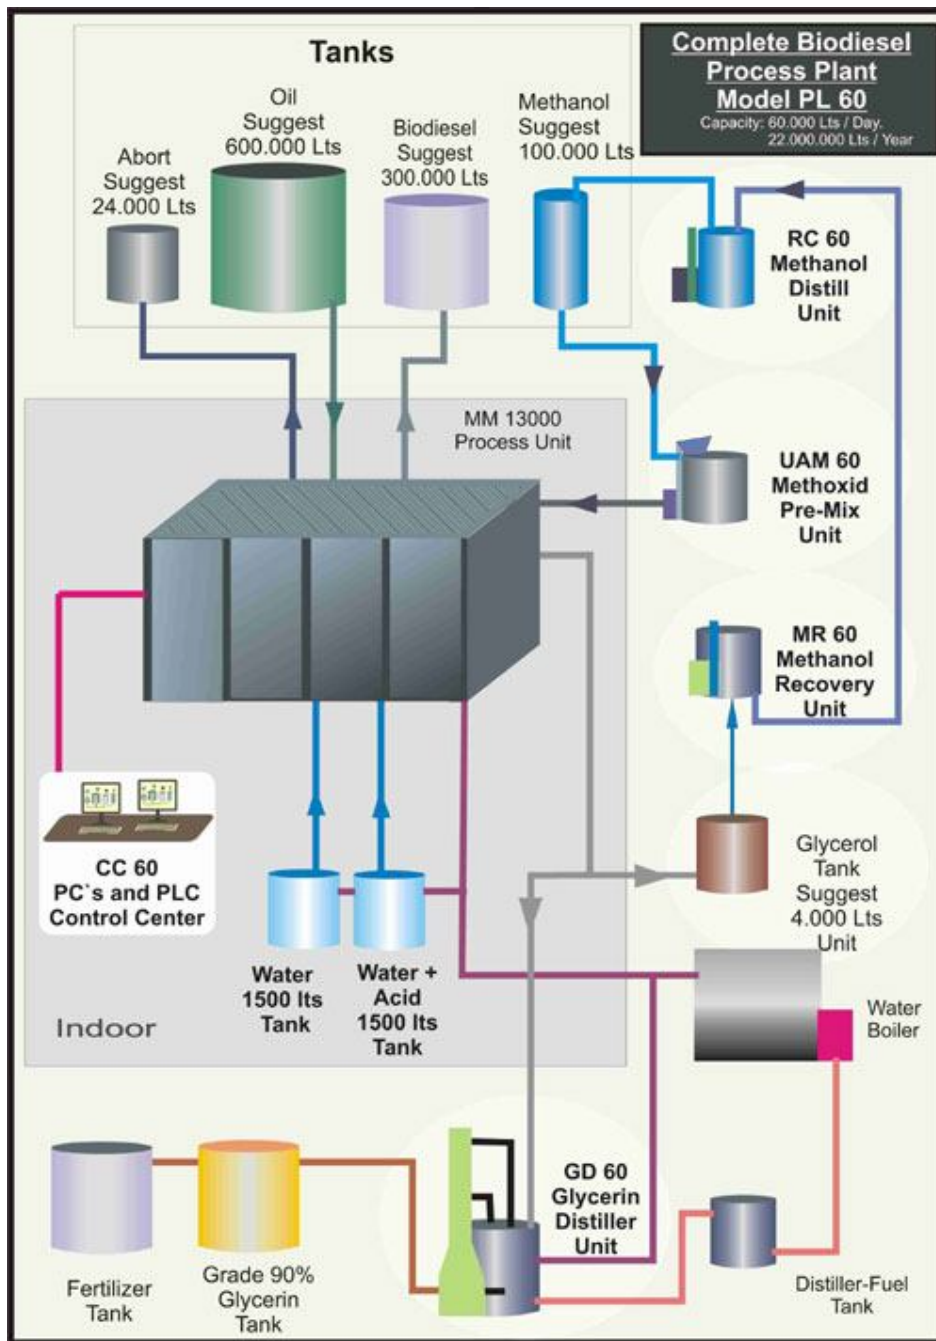 Tanks
Complete Biodesel
Process Plant
Model PL 60
Capacity: 60.000 Lts / Day.
22.000.000 Lts / Year
Abort
Suggest
24.000 Lts
Oil
Suggest
600.000 Lts
Biodiesel
Suggest
300.000 Lts
Methanol
Suggest
100.000 Lts
RC 60
Methanol
Distill
Unit
MM 13000
Process Unit
UAM 60
Methoxid
Pre-Mix
Unit
MR 60
Methanol
Recovery
Unit
CC 60
PC`s and PLC
Control Center
Glycerol
Tank
Suggest
4.000 Lts
Unit
Water
1500 lts
Tank
Water +
Acid
1500 lts
Tank
Indoor
Water
Boiler
GD 60
Glycerin
Distiller
Unit
Fertilizer
Tank
Grade 90%
Glycerin
Tank
Distiller-Fuel
Tank